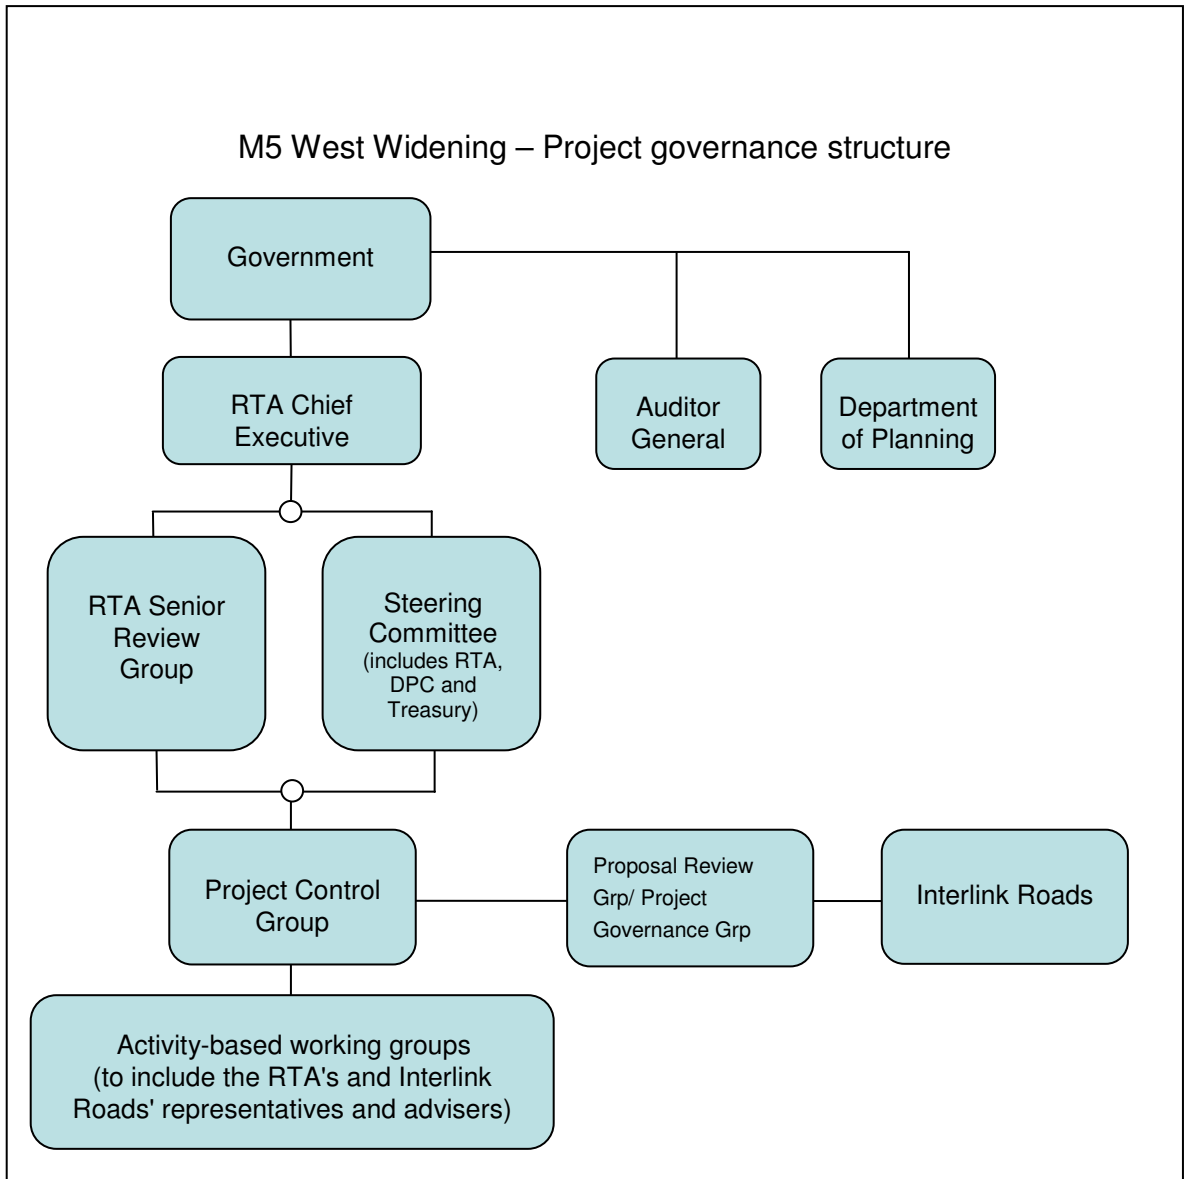 M5 West Widening – Project governance structure
Government
RTA Chief
Executive
Auditor
General
Department
of Planning
RTA Senior
Review
Group
Steering
Committee
(includes RTA,
DPC and
Treasury)
Project Control
Group
Proposal Review
Grp/ Project
Governance Grp
Interlink Roads
Activity-based working groups
(to include the RTA's and Interlink
Roads' representatives and advisers)